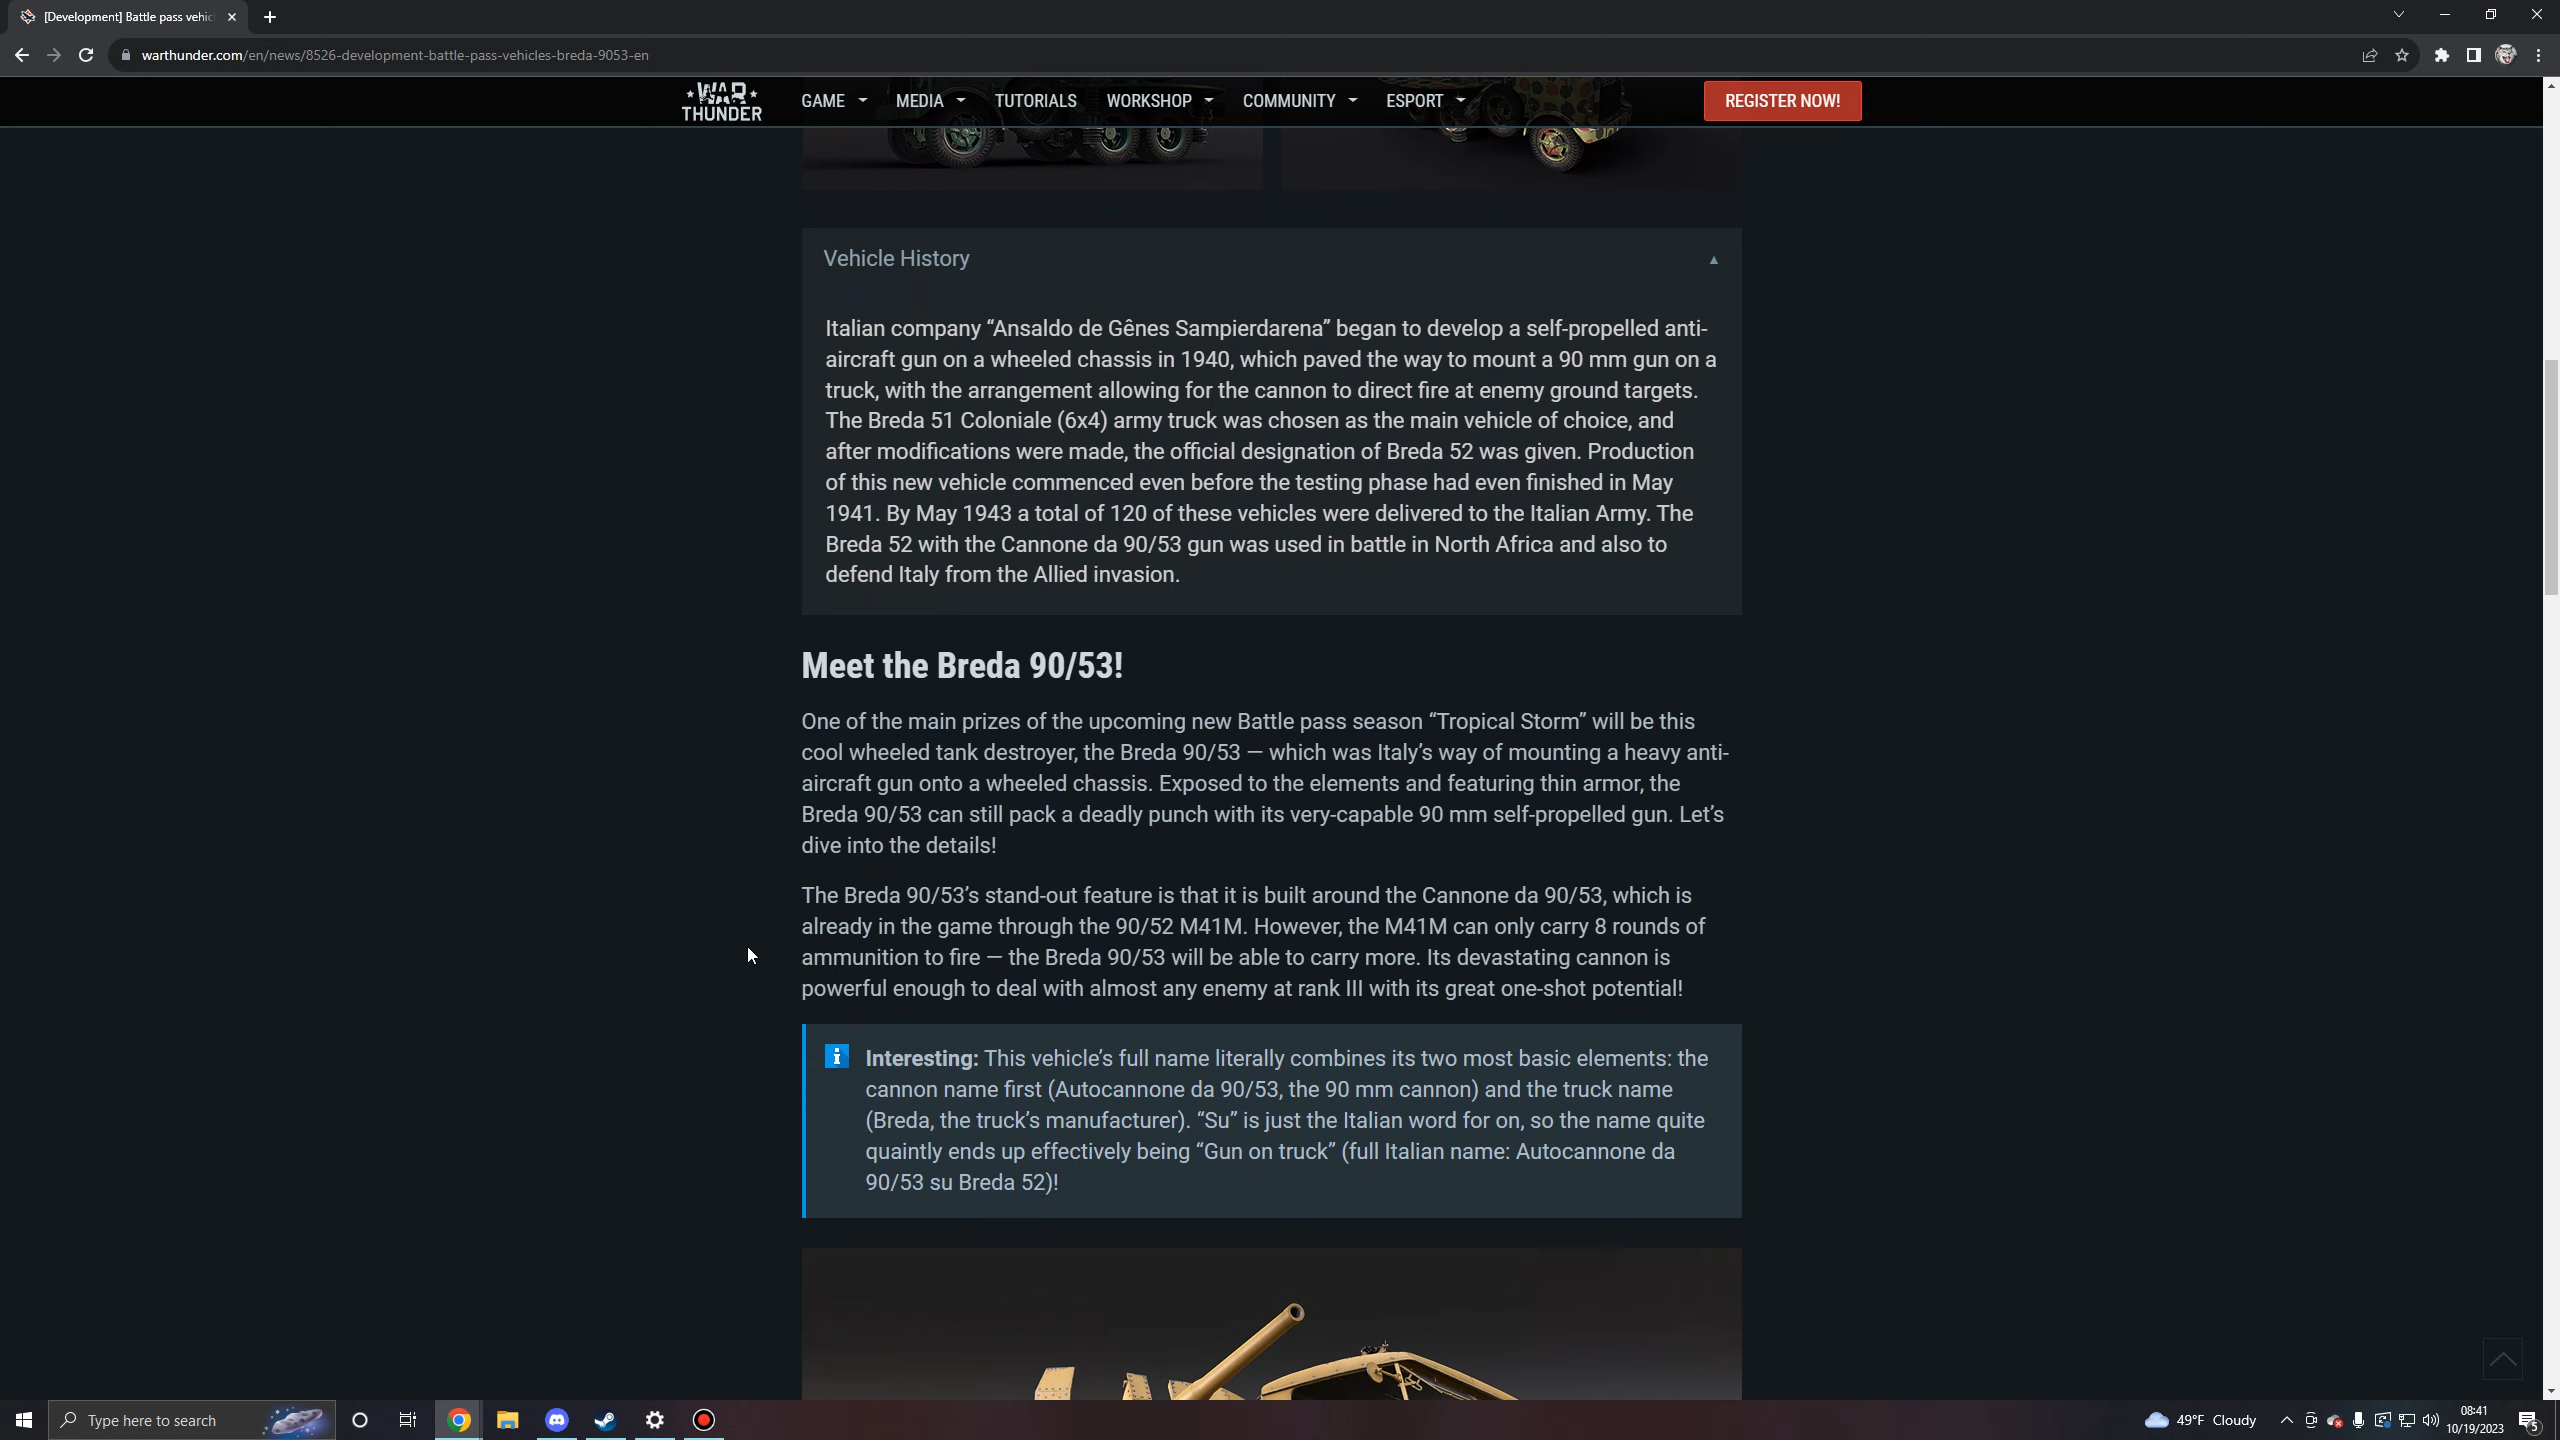 [Development] Battle pass vehic
warthunder.com/en/news/8526-development-battle-pass-vehicles-breda-9053-en
WAR
THUNDER
GAME
MEDIA
TUTORIALS
WORKSHOP
COMMUNITY
ESPORT
REGISTER NOW!
Vehicle History
Italian company “Ansaldo de Gênes Sampierdarena” began to develop a self-propelled anti-
aircraft gun on a wheeled chassis in 1940, which paved the way to mount a 90 mm gun on a
truck, with the arrangement allowing for the cannon to direct fire at enemy ground targets.
The Breda 51 Coloniale (6x4) army truck was chosen as the main vehicle of choice, and
after modifications were made, the official designation of Breda 52 was given. Production
of this new vehicle commenced even before the testing phase had even finished in May
1941. By May 1943 a total of 120 of these vehicles were delivered to the Italian Army. The
Breda 52 with the Cannone da 90/53 gun was used in battle in North Africa and also to
defend Italy from the Allied invasion.
Meet the Breda 90/53!
One of the main prizes of the upcoming new Battle pass season “Tropical Storm” will be this
cool wheeled tank destroyer, the Breda 90/53 — which was Italy’s way of mounting a heavy anti-
aircraft gun onto a wheeled chassis. Exposed to the elements and featuring thin armor, the
Breda 90/53 can still pack a deadly punch with its very-capable 90 mm self-propelled gun. Let’s
dive into the details!
The Breda 90/53’s stand-out feature is that it is built around the Cannone da 90/53, which is
already in the game through the 90/52 M41M. However, the M41M can only carry 8 rounds of
ammunition to fire — the Breda 90/53 will be able to carry more. Its devastating cannon is
powerful enough to deal with almost any enemy at rank III with its great one-shot potential!
Interesting: This vehicle’s full name literally combines its two most basic elements: the
cannon name first (Autocannone da 90/53, the 90 mm cannon) and the truck name
(Breda, the truck’s manufacturer). “Su” is just the Italian word for on, so the name quite
quaintly ends up effectively being “Gun on truck” (full Italian name: Autocannone da
90/53 su Breda 52)!
Type here to search
49°F Cloudy
08:41
10/19/2023
5